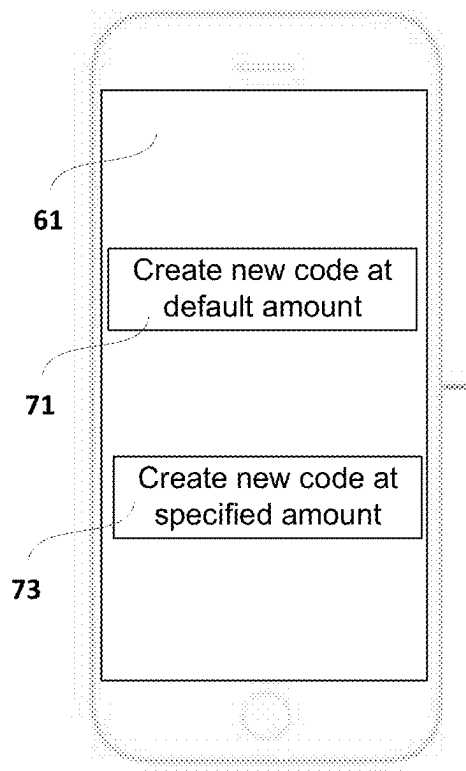 61
Create new code at
default amount
71
Create new code at
specified amount
73